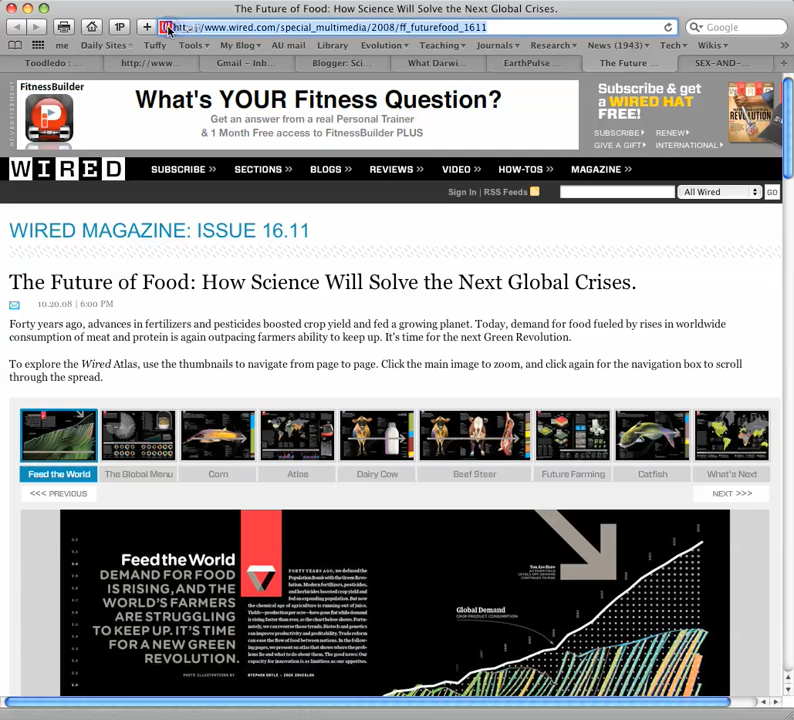 The Future of Food: How Science Will Solve the Next Global Crises.
1P
http://www.wired.com/special_multimedia/2008/ff_futurefood_1611
Google
me Daily Sites Tuffy Tools My Blog AU mail Library Evolution Teaching Journals Research News (1943) Tech Wikis
Toodledo : ... http://www... Gmail – Inb... Blogger: Sci... What Darwi... EarthPulse ... The Future ... SEX-AND-...
ADVERTISEMENT
FitnessBuilder
What's YOUR Fitness Question?
Get an answer from a real Personal Trainer
& 1 Month Free access to FitnessBuilder PLUS
Subscribe & get
a WIRED HAT
FREE!
SUBSCRIBE RENEW
GIVE A GIFT INTERNATIONAL
WIRED SUBSCRIBE >> SECTIONS >> BLOGS >> REVIEWS >> VIDEO >> HOW-TOS >> MAGAZINE >>
Sign In | RSS Feeds All Wired GO
WIRED MAGAZINE: ISSUE 16.11
The Future of Food: How Science Will Solve the Next Global Crises.
10.20.08 | 6:00 PM
Forty years ago, advances in fertilizers and pesticides boosted crop yield and fed a growing planet. Today, demand for food fueled by rises in worldwide
consumption of meat and protein is again outpacing farmers ability to keep up. It's time for the next Green Revolution.
To explore the Wired Atlas, use the thumbnails to navigate from page to page. Click the main image to zoom, and click again for the navigation box to scroll
through the spread.
Feed the World The Global Menu Corn Atlas Dairy Cow Beef Steer Future Farming Catfish What's Next
<<< PREVIOUS NEXT >>>
Feed the World
DEMAND FOR FOOD
IS RISING, AND THE
WORLD'S FARMERS
ARE STRUGGLING
TO KEEP UP. IT'S TIME
FOR A NEW GREEN
REVOLUTION.
You Are Here
Global Demand
CROP PRODUCT CONSUMPTION